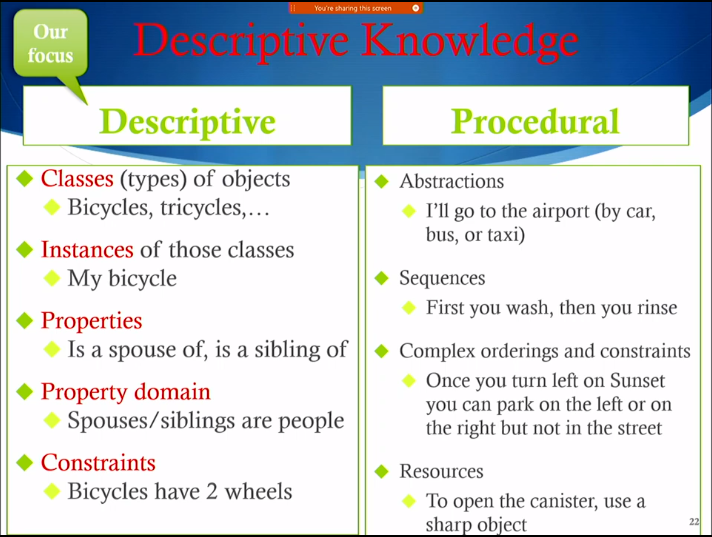 You're sharing this screen
Our
focus
Descriptive Knowledge
Descriptive
Classes (types) of objects
Bicycles, tricycles,…
Instances of those classes
My bicycle
Properties
Is a spouse of, is a sibling of
Property domain
Spouses/siblings are people
Constraints
Bicycles have 2 wheels
Procedural
Abstractions
I'll go to the airport (by car,
bus, or taxi)
Sequences
First you wash, then you rinse
Complex orderings and constraints
Once you turn left on Sunset
you can park on the left or on
the right but not in the street
Resources
To open the canister, use a
sharp object
22